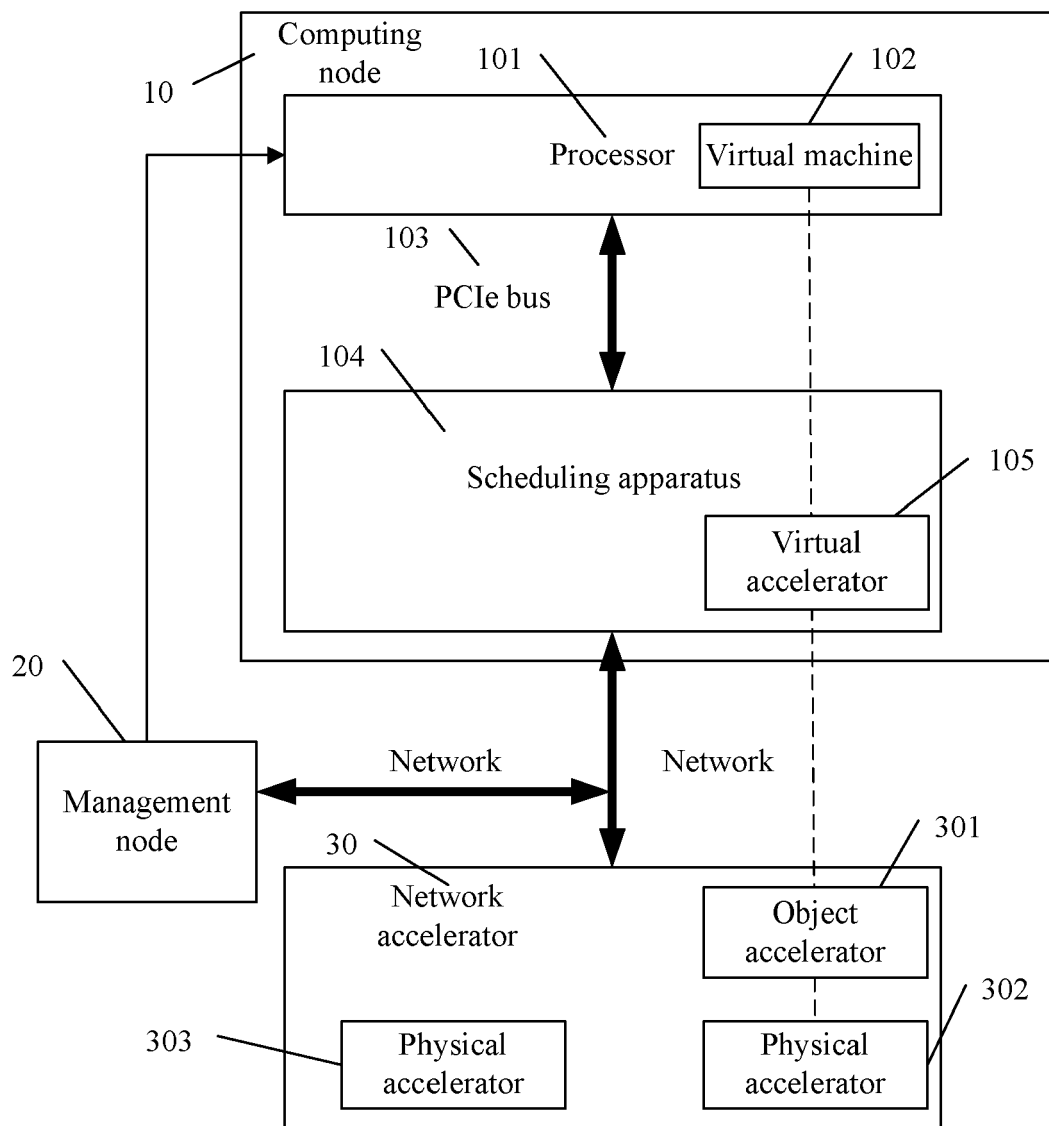 Computing
node
10
101
102
Processor
Virtual machine
103
PCIe bus
104
Scheduling apparatus
105
Virtual
accelerator
20
Management
node
Network
Network
30
Network
accelerator
301
Object
accelerator
302
303
Physical
accelerator
Physical
accelerator